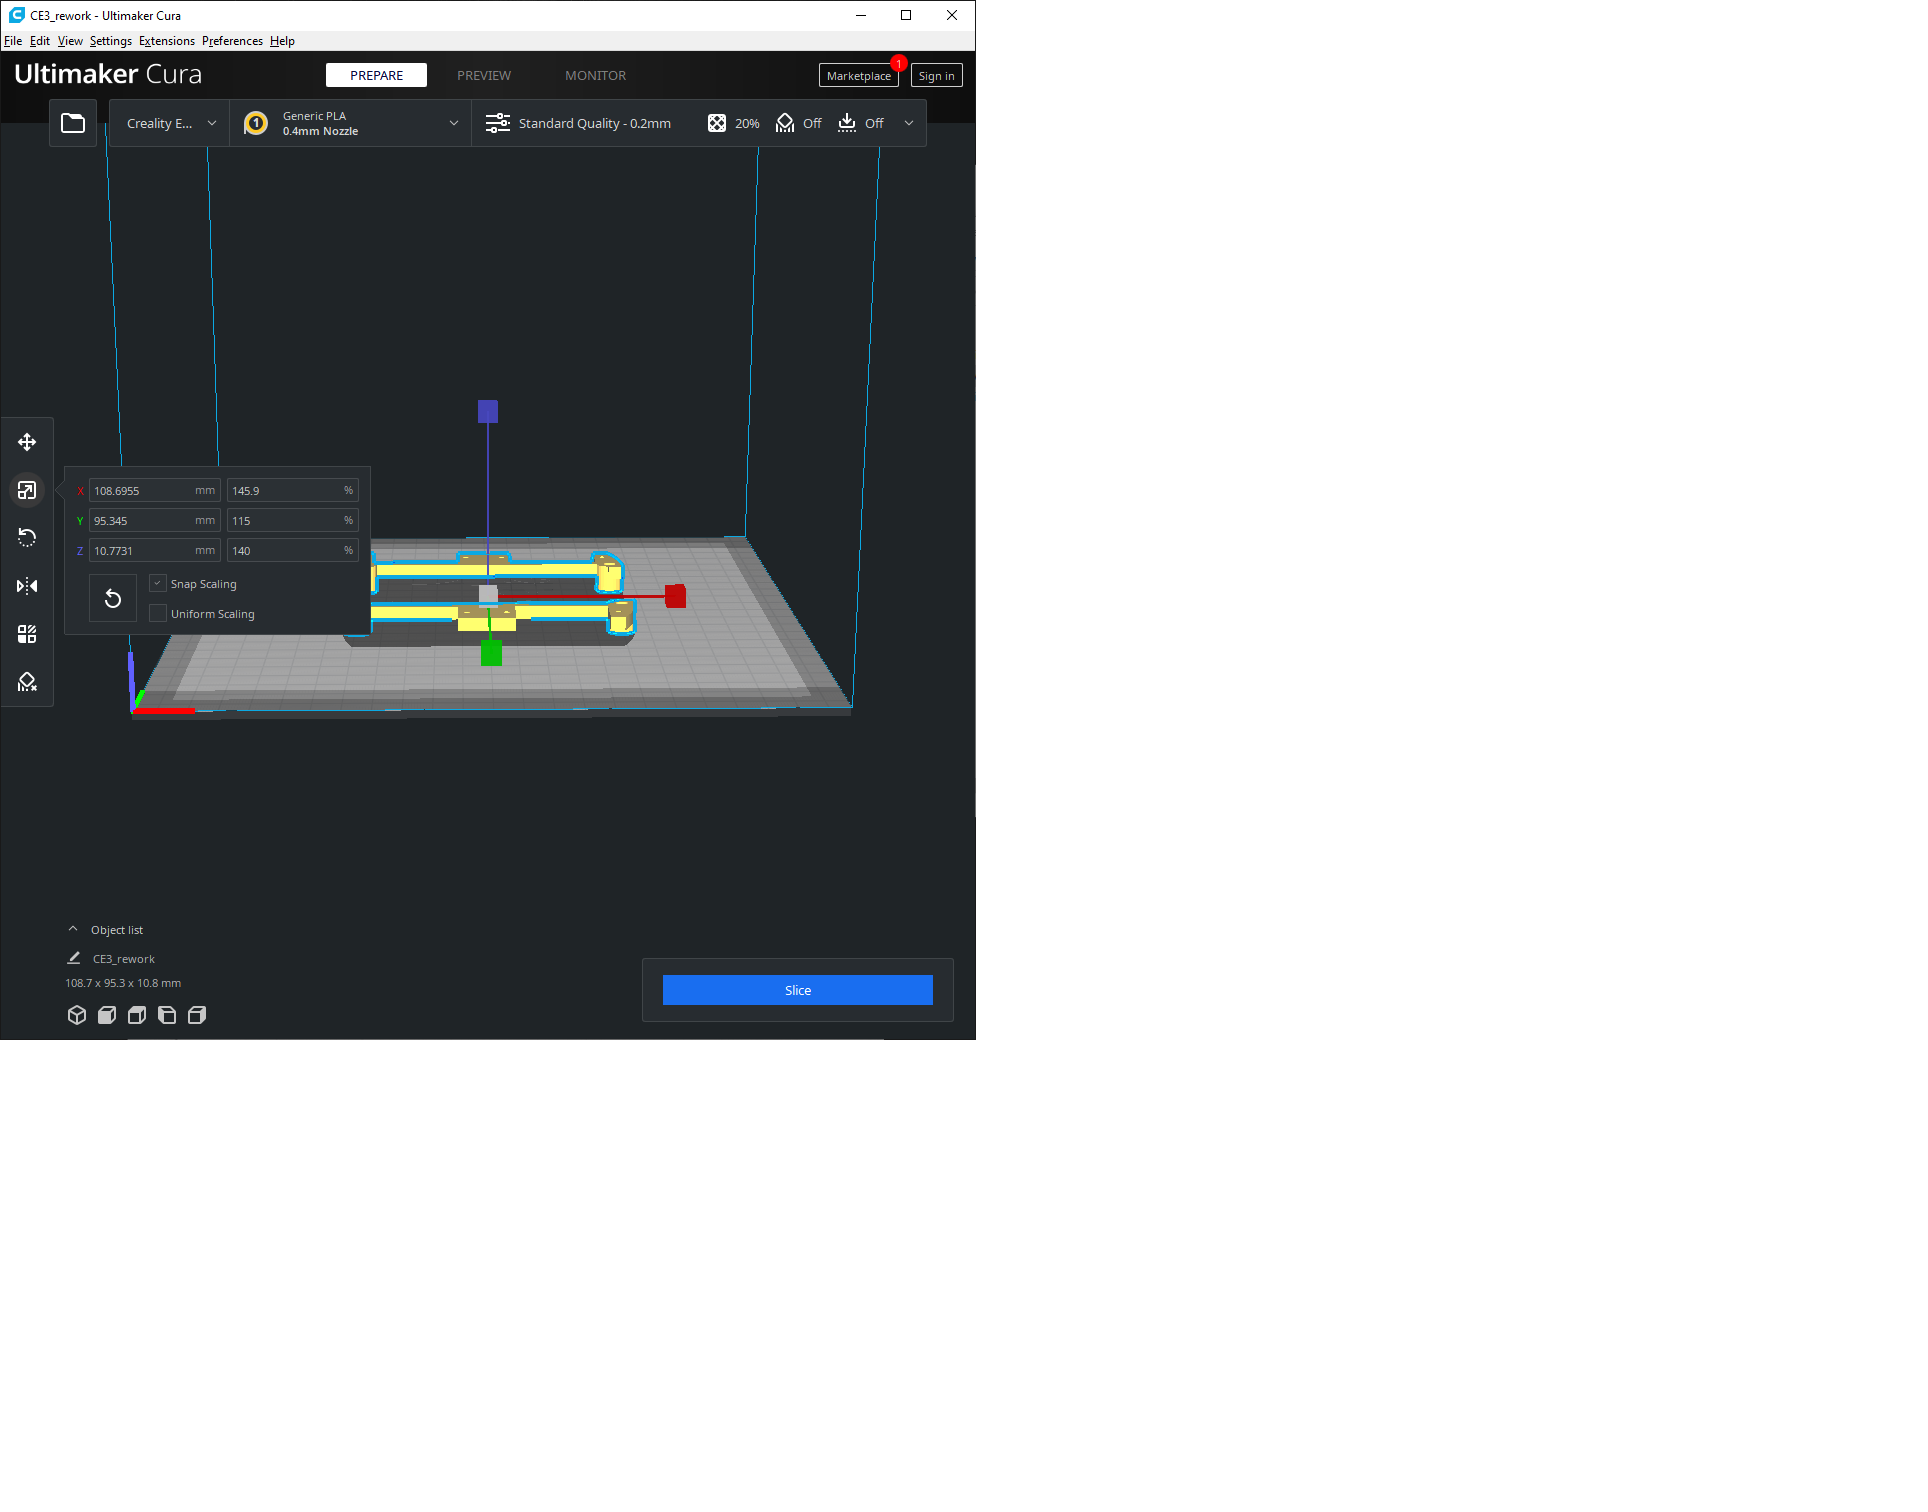 CE3_rework - Ultimaker Cura
File Edit View Settings Extensions Preferences Help
Ultimaker Cura
PREPARE
PREVIEW
MONITOR
Marketplace
1
Sign in
Creality E...
1
Generic PLA
0.4mm Nozzle
Standard Quality - 0.2mm
20%
Off
Off
X 108.6955 mm 145.9 %
Y 95.345 mm 115 %
Z 10.7731 mm 140 %
Snap Scaling
Uniform Scaling
Object list
CE3_rework
108.7 x 95.3 x 10.8 mm
Slice